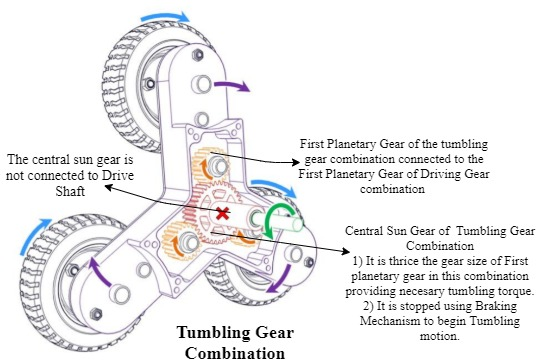 First Planetary Gear of the tumbling
gear combination connected to the
First Planetary Gear of Driving Gear
combination
The central sun gear is
not connected to Drive
Shaft
Central Sun Gear of Tumbling Gear
Combination
1) It is thrice the gear size of First
planetary gear in this combination
providing necesary tumbling torque.
2) It is stopped using Braking
Mechanism to begin Tumbling
motion.
Tumbling Gear
Combination